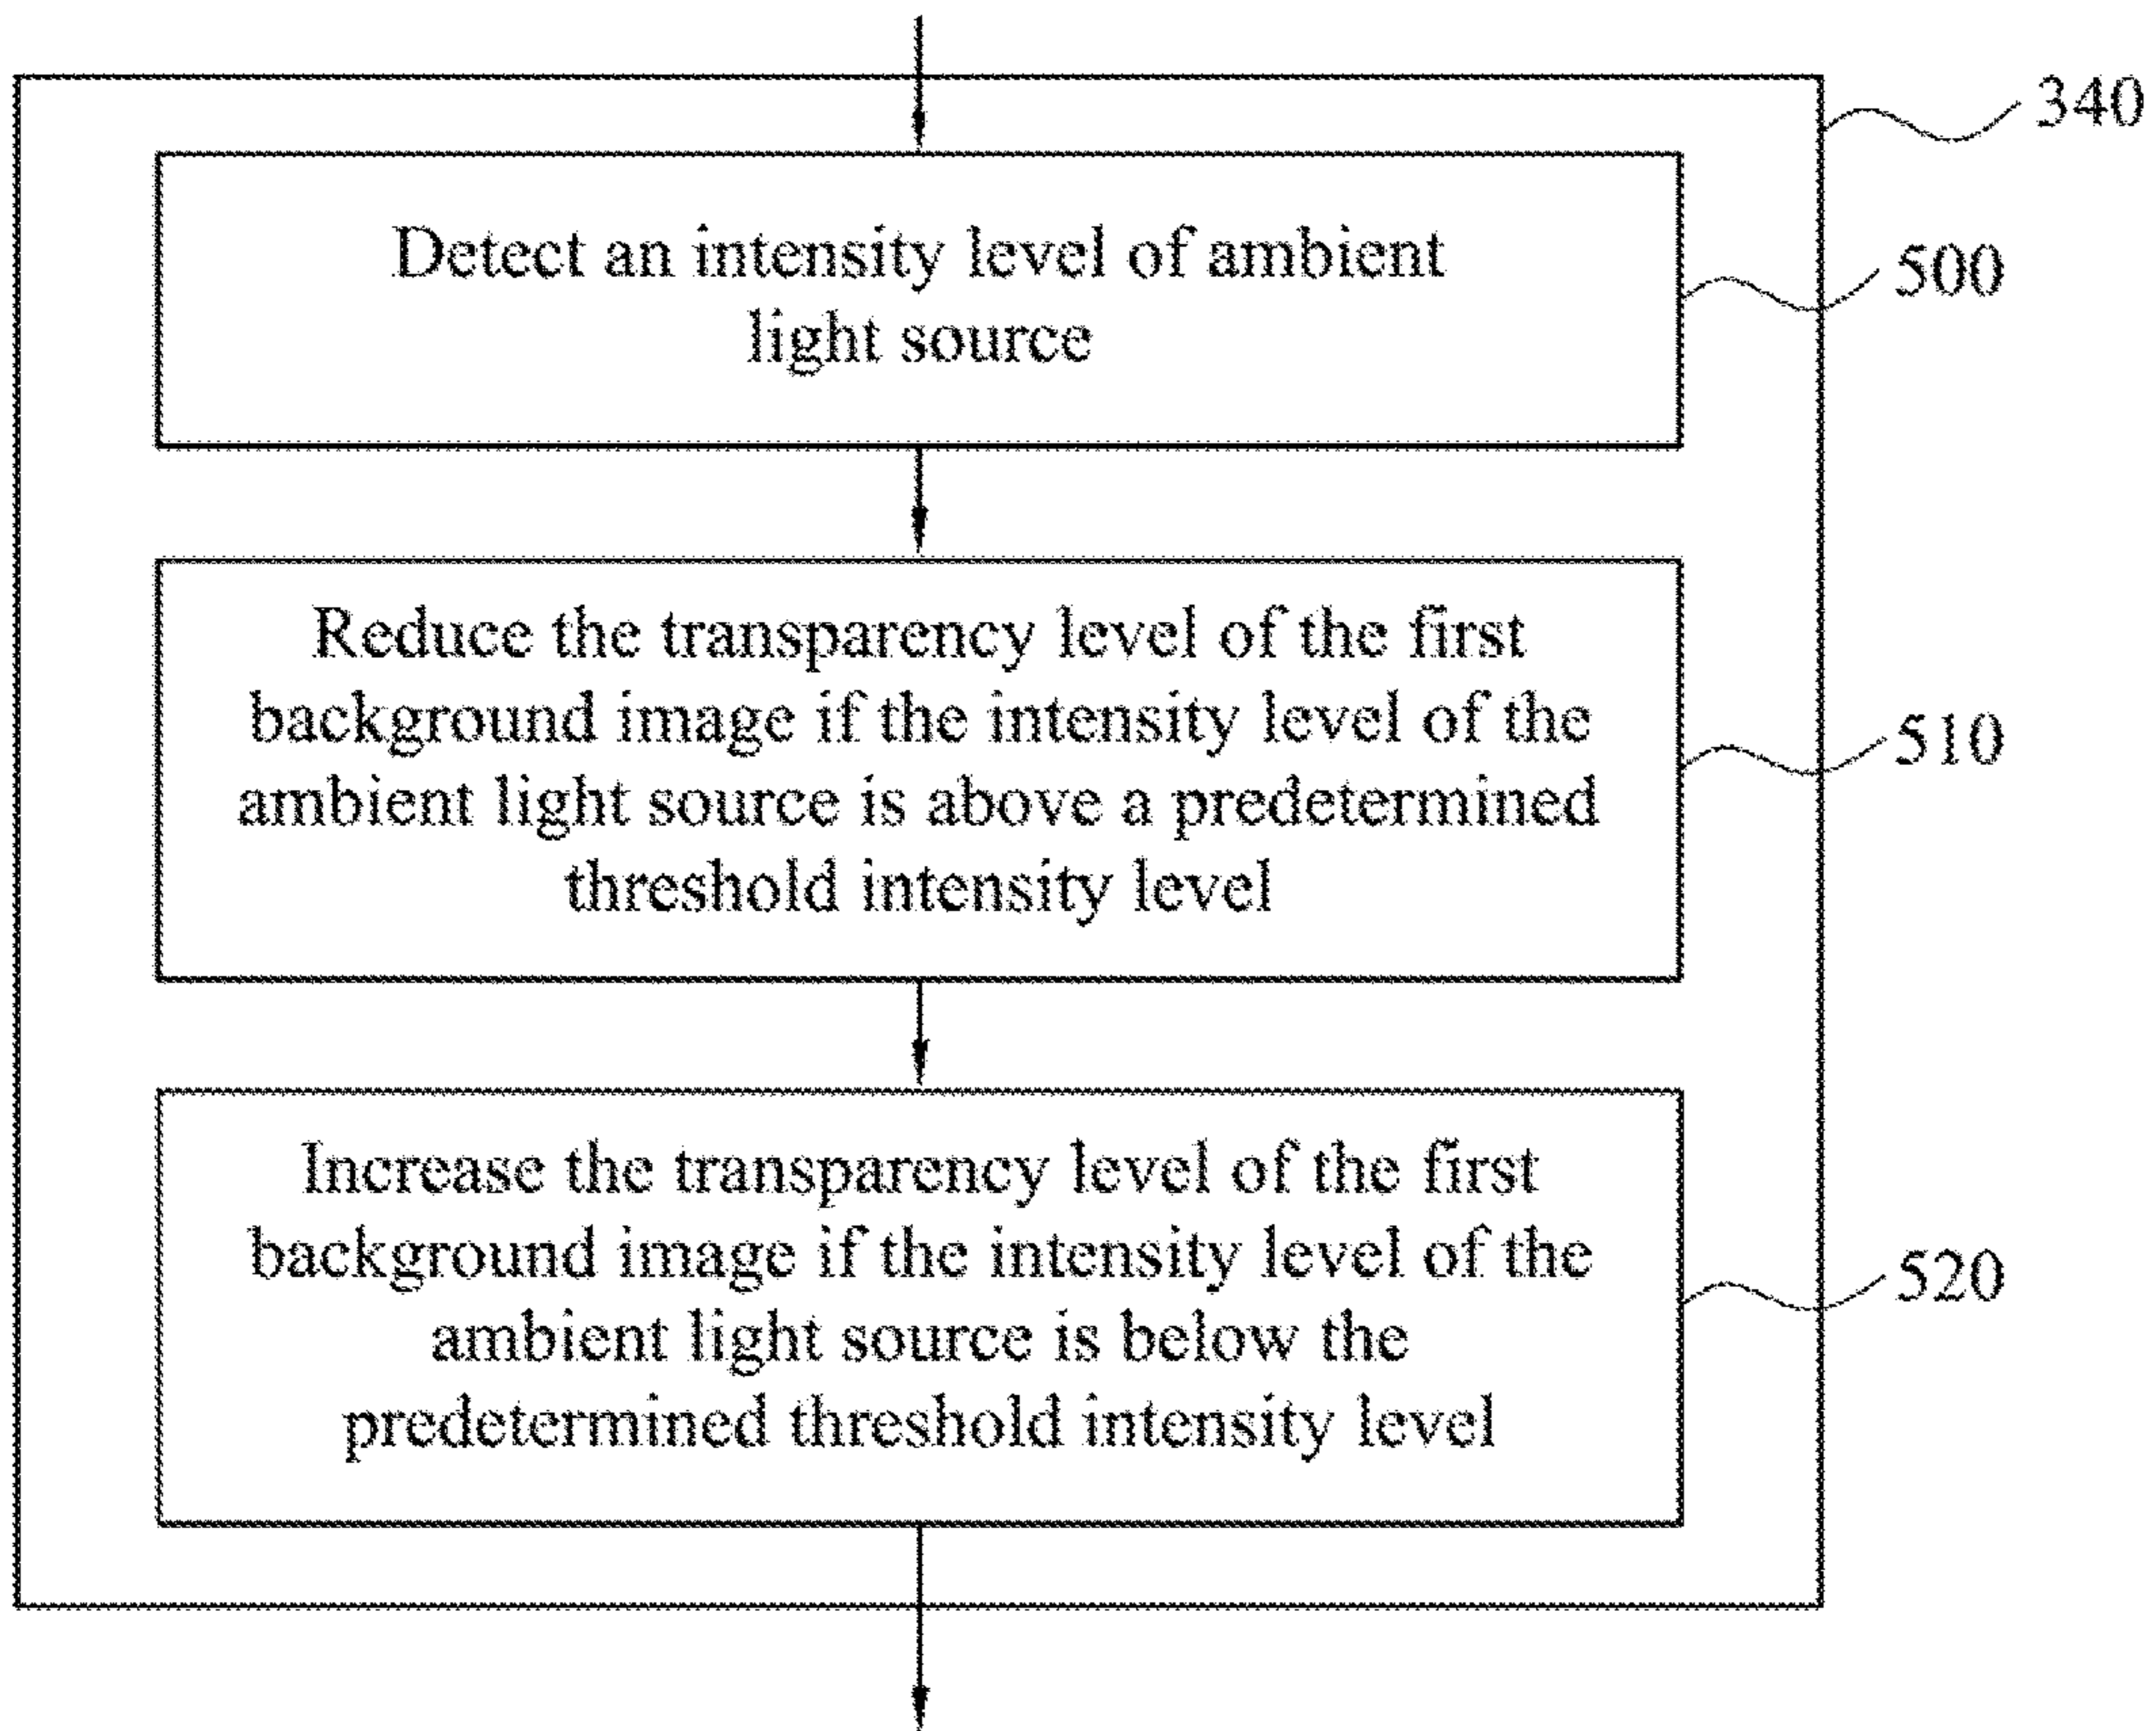 340
Detect an intensity level of ambient
light source
500
Reduce the transparency level of the first
background image if the intensity level of the
ambient light source is above a predetermined
threshold intensity level
510
Increase the transparency level of the first
background image if the intensity level of the
ambient light source is below the
predetermined threshold intensity level
520